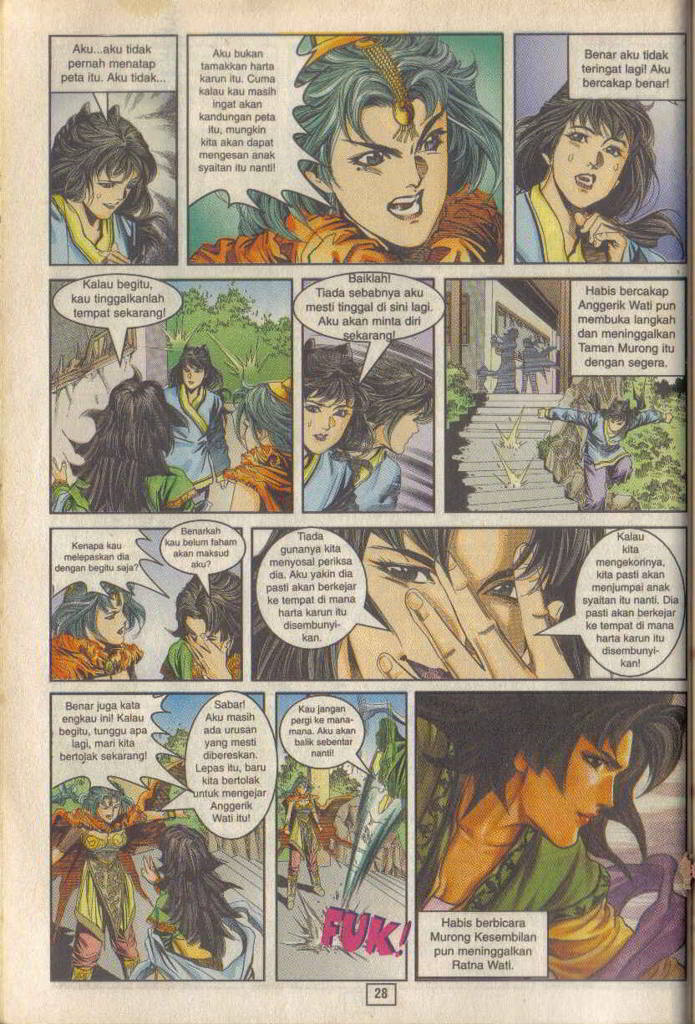 Aku...aku tidak
pernah menatap
peta itu. Aku tidak...
Aku bukan
tamakkan harta
karun itu. Cuma
kalau kau masih
ingat akan
kandungan peta
itu, mungkin
kita akan dapat
mengesan anak
syaitan itu nanti!
Benar aku tidak
teringat lagi! Aku
bercakap benar!
Kalau begitu,
kau tinggalkanlah
tempat sekarang!
Baiklah!
Tiada sebabnya aku
mesti tinggal di sini lagi.
Aku akan minta diri
sekarang!
Habis bercakap
Anggerik Wati pun
membuka langkah
dan meninggalkan
Taman Murong itu
dengan segera.
Kenapa kau
melepaskan dia
dengan begitu saja?
Benarkah
kau belum faham
akan maksud
aku?
Tiada
gunanya kita
menyosal periksa
dia. Aku yakin dia
pasti akan berkejar
ke tempat di mana
harta karun itu
disembunyi-
kan.
Kalau
kita
mengekorinya,
kita pasti akan
menjumpai anak
syaitan itu nanti. Dia
pasti akan berkejar
ke tempat di mana
harta karun itu
disembunyi-
kan!
Benar juga kata
engkau ini! Kalau
begitu, tunggu apa
lagi, mari kita
bertojak sekarang!
Sabar!
Aku masih
ada urusan
yang mesti
dibereskan.
Lepas itu, baru
kita bertolak
untuk mengejar
Anggerik
Wati itu!
Kau jangan
pergi ke mana-
mana. Aku akan
balik sebentar
nanti!
FUK!
Habis berbicara
Murong Kesembilan
pun meninggalkan
Ratna Wati.
28